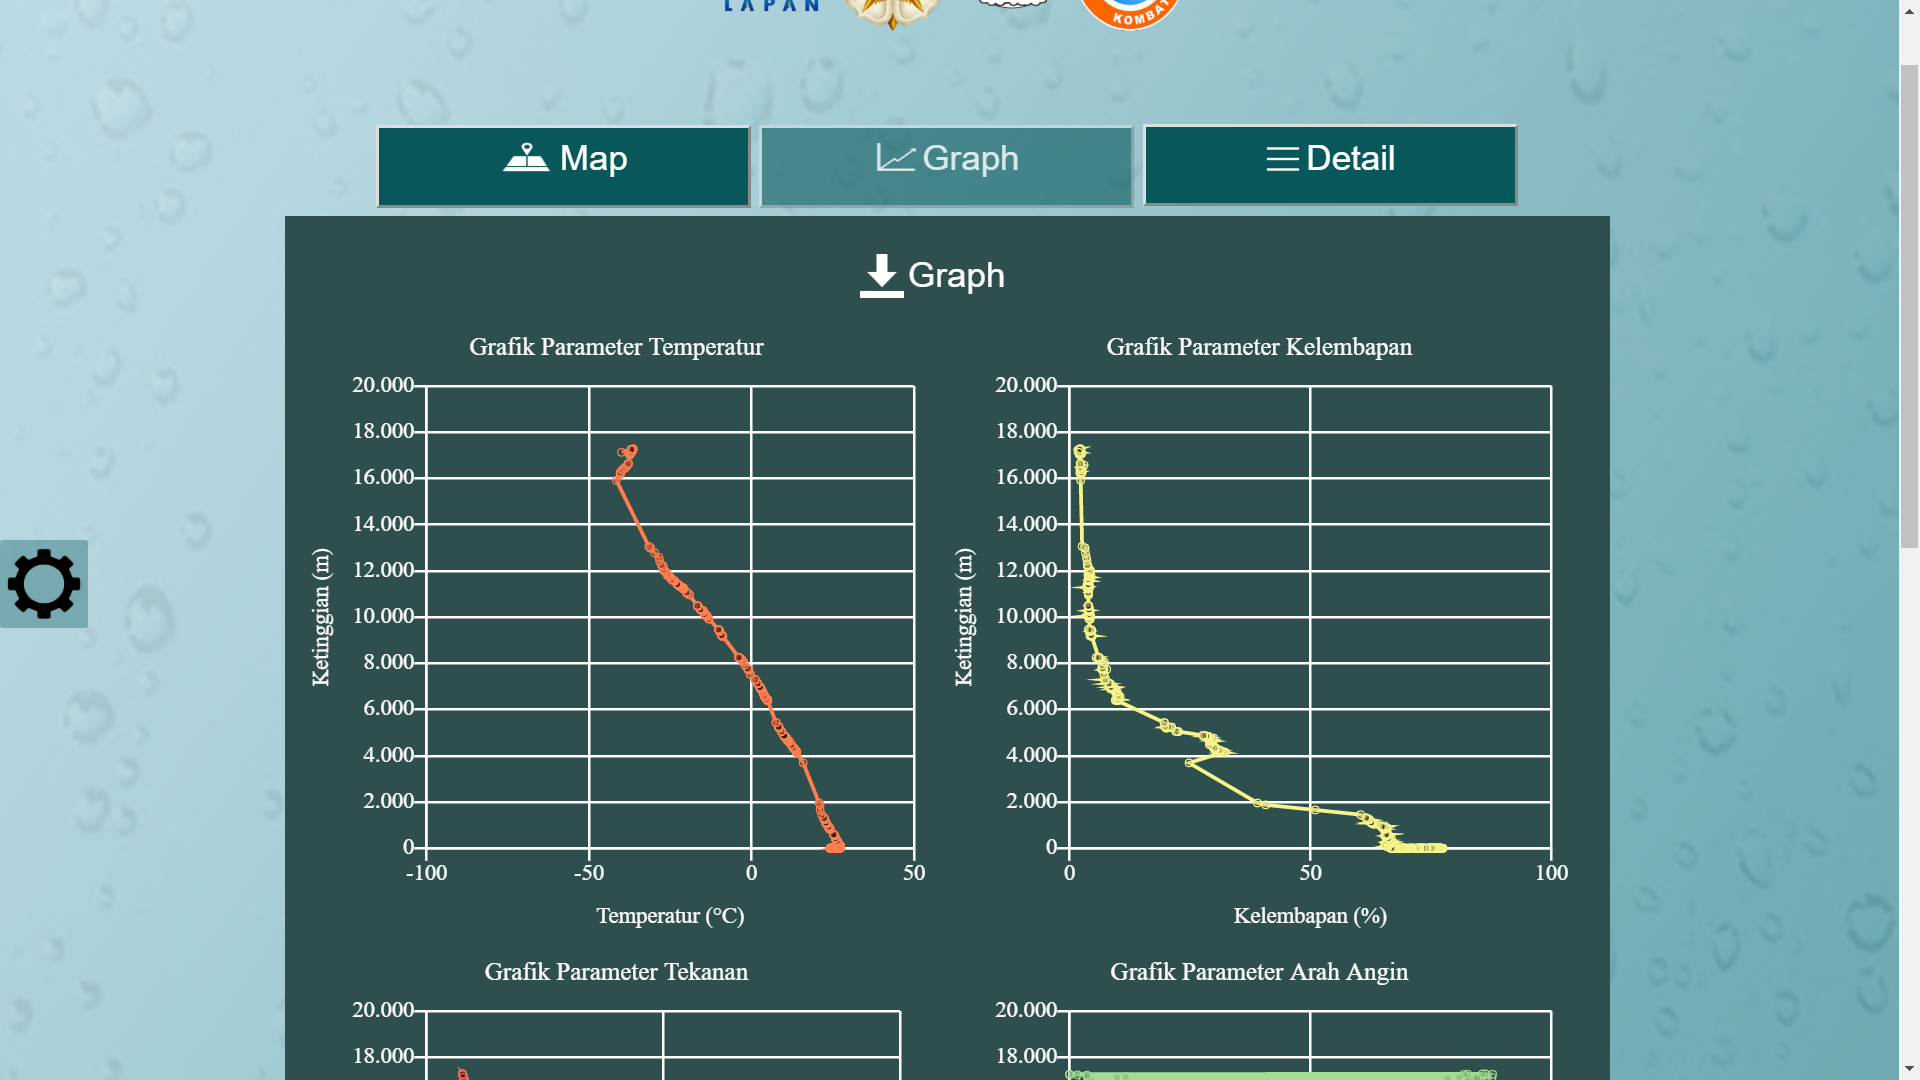 LAPAN
KOMBAT
Map
Graph
Detail
Graph
Grafik Parameter Temperatur
20.000
18.000
16.000
14.000
12.000
10.000
8.000
6.000
4.000
2.000
0
Ketinggian (m)
-100 -50 0 50
Temperatur (°C)
Grafik Parameter Kelembapan
20.000
18.000
16.000
14.000
12.000
10.000
8.000
6.000
4.000
2.000
0
Ketinggian (m)
0 50 100
Kelembapan (%)
Grafik Parameter Tekanan
20.000
18.000
Grafik Parameter Arah Angin
20.000
18.000